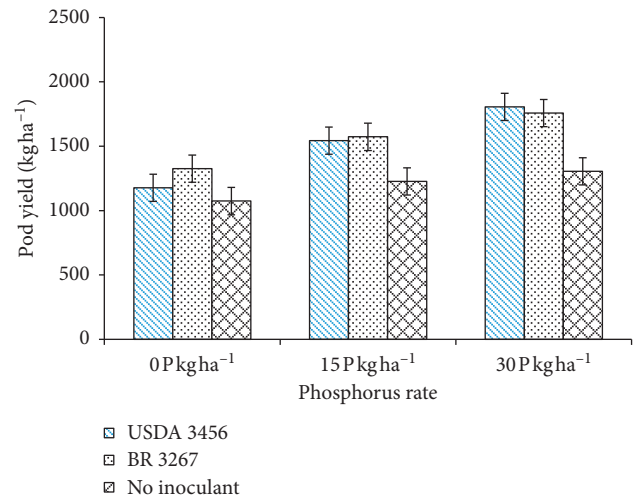 2500
2000
1500
1000
500
0
Pod yield (kg ha⁻¹)
0 P kg ha⁻¹ 15 P kg ha⁻¹ 30 P kg ha⁻¹
Phosphorus rate
USDA 3456
BR 3267
No inoculant